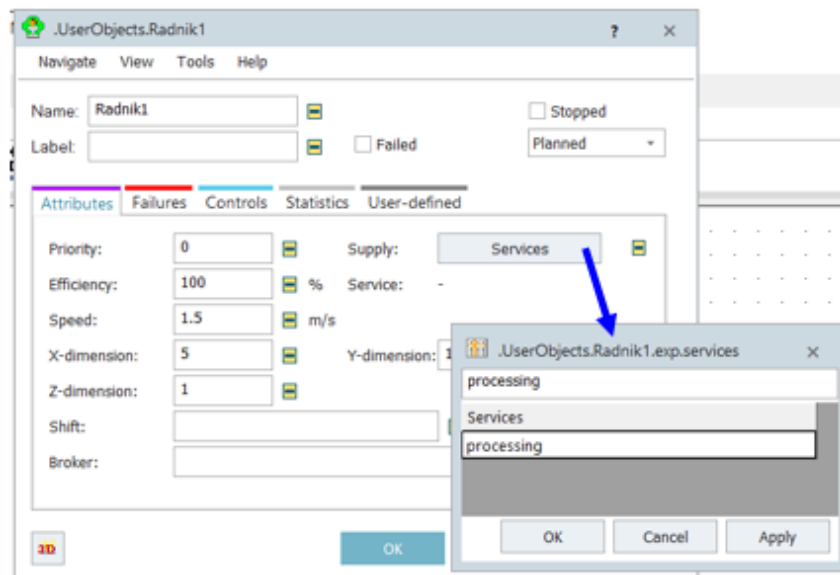 .UserObjects.Radnik1 ?
Navigate View Tools Help
Name: Radnik1 Stopped
Label: Failed Planned
Attributes Failures Controls Statistics User-defined
Priority: 0 Supply: Services
Efficiency: 100 % Service: -
Speed: 1.5 m/s
X-dimension: 5 Y-dimension: 1
Z-dimension: 1
Shift:
Broker:
3D OK
.UserObjects.Radnik1.exp.services
processing
Services
processing
OK Cancel Apply